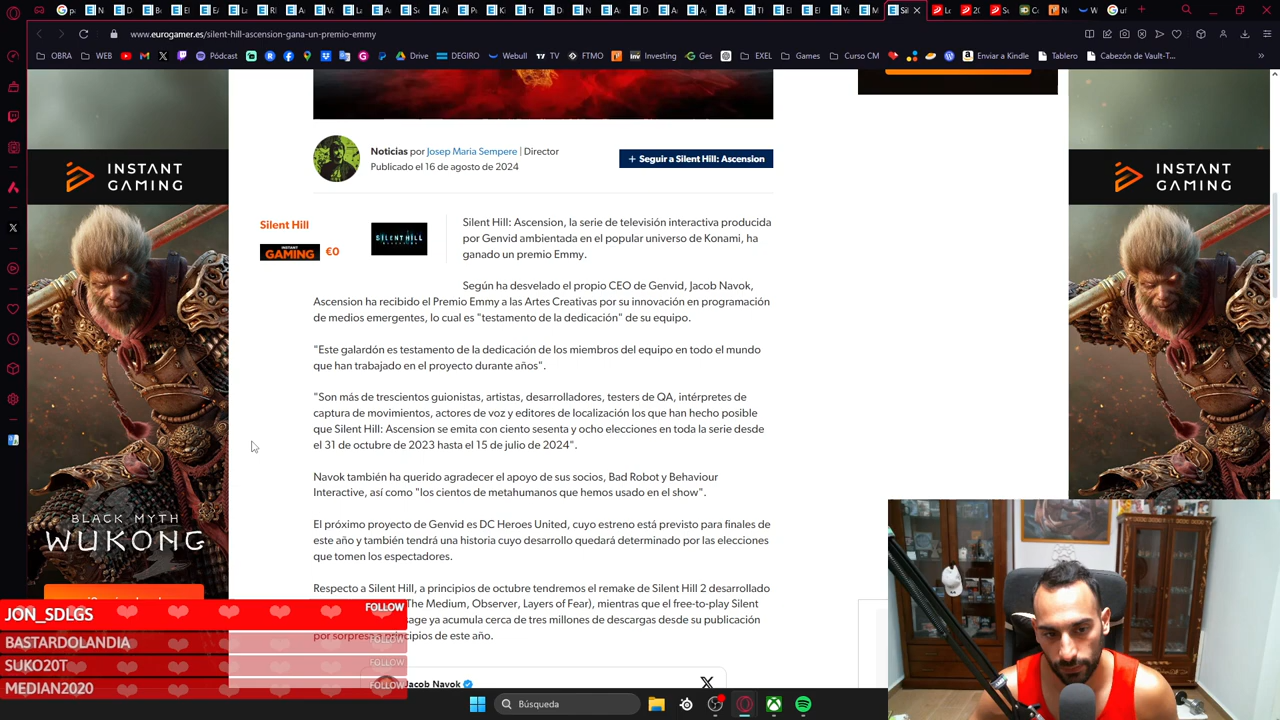 www.eurogamer.es/silent-hill-ascension-gana-un-premio-emmy
OBRA WEB Pódcast Drive DEGIRO Webull TV FTMO Investing Ges EXEL Games Curso CM Enviar a Kindle Tablero Cabezón de Vault-T...
INSTANT GAMING
BLACK MYTH
WUKONG
INSTANT GAMING
Noticias por Josep Maria Sempere | Director
Publicado el 16 de agosto de 2024
+ Seguir a Silent Hill: Ascension
Silent Hill
INSTANT GAMING €0
SILENT HILL
Silent Hill: Ascension, la serie de televisión interactiva producida
por Genvid ambientada en el popular universo de Konami, ha
ganado un premio Emmy.
Según ha desvelado el propio CEO de Genvid, Jacob Navok,
Ascension ha recibido el Premio Emmy a las Artes Creativas por su innovación en programación
de medios emergentes, lo cual es "testamento de la dedicación" de su equipo.
"Este galardón es testamento de la dedicación de los miembros del equipo en todo el mundo
que han trabajado en el proyecto durante años".
"Son más de trescientos guionistas, artistas, desarrolladores, testers de QA, intérpretes de
captura de movimientos, actores de voz y editores de localización los que han hecho posible
que Silent Hill: Ascension se emita con ciento sesenta y ocho elecciones en toda la serie desde
el 31 de octubre de 2023 hasta el 15 de julio de 2024".
Navok también ha querido agradecer el apoyo de sus socios, Bad Robot y Behaviour
Interactive, así como "los cientos de metahumanos que hemos usado en el show".
El próximo proyecto de Genvid es DC Heroes United, cuyo estreno está previsto para finales de
este año y también tendrá una historia cuyo desarrollo quedará determinado por las elecciones
que tomen los espectadores.
Respecto a Silent Hill, a principios de octubre tendremos el remake de Silent Hill 2 desarrollado
The Medium, Observer, Layers of Fear), mientras que el free-to-play Silent
sage ya acumula cerca de tres millones de descargas desde su publicación
por sorpresa a principios de este año.
Jacob Navok
JON_SDLGS FOLLOW
BASTARDOLANDIA FOLLOW
SUKO20T FOLLOW
MEDIAN2020 FOLLOW
Búsqueda